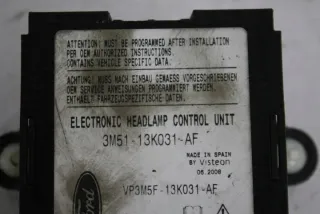 ATTENTION: MUST BE PROGRAMMED AFTER INSTALLATION
PER OEM AUTHORIZED INSTRUCTIONS.
CONTAINS VEHICLE SPECIFIC DATA.
ACHTUNG: MUSS NACH EINBAU GEMAESS VORGESCHRIEBENEN
SERVICE ANWEISUNGEN PROGRAMMIERT WERDEN.
ENTHAELT FAHRZEUGSPEZIFISCHE DATEN.
ELECTRONIC HEADLAMP CONTROL UNIT
3M51-13K031-AF
MADE IN SPAIN
BY Visteon
06.2006
Ford
VP3M5F-13K031-AF